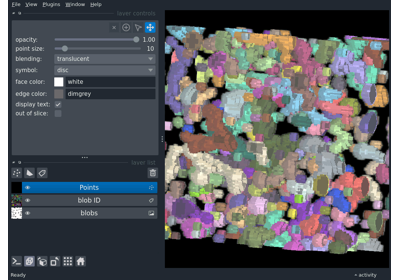 File View Plugins Window Help
layer controls
opacity: 1.00
point size: 10
blending: translucent
symbol: disc
face color: white
edge color: dimgrey
display text:
out of slice:
layer list
Points
blob ID
blobs
Ready
activity